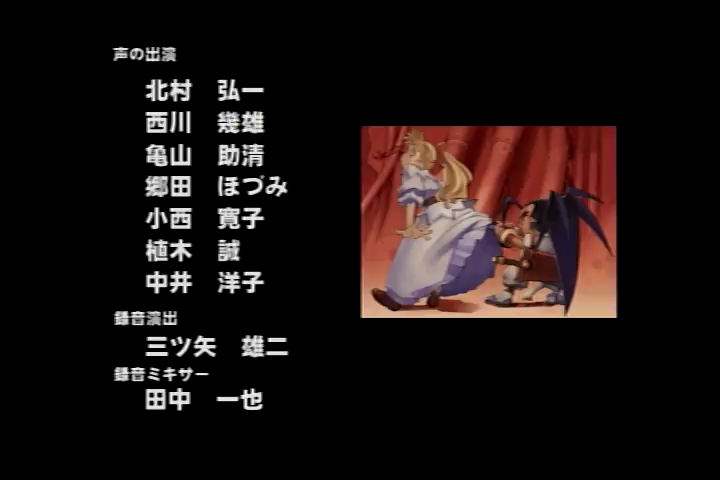 声の出演
北村　弘一
西川　幾雄
亀山　助清
郷田　ほづみ
小西　寛子
植木　誠
中井　洋子
録音演出
三ツ矢　雄二
録音ミキサー
田中　一也